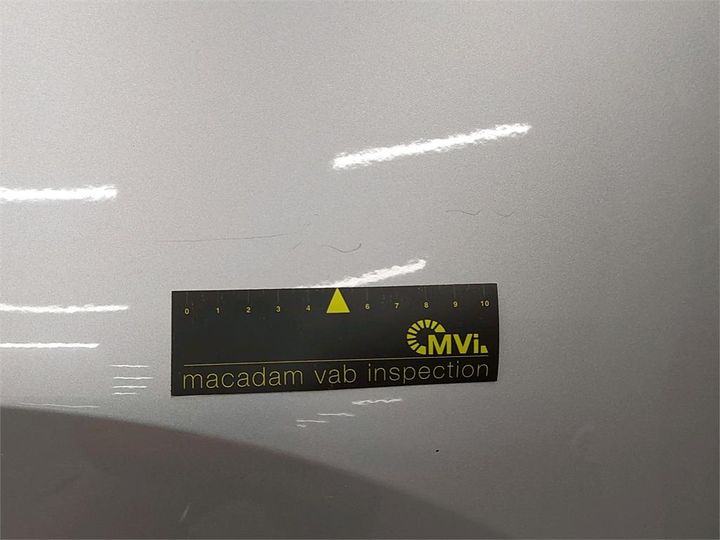 0 1 2 3 4 6 7 8 9 10
MVi
macadam vab inspection